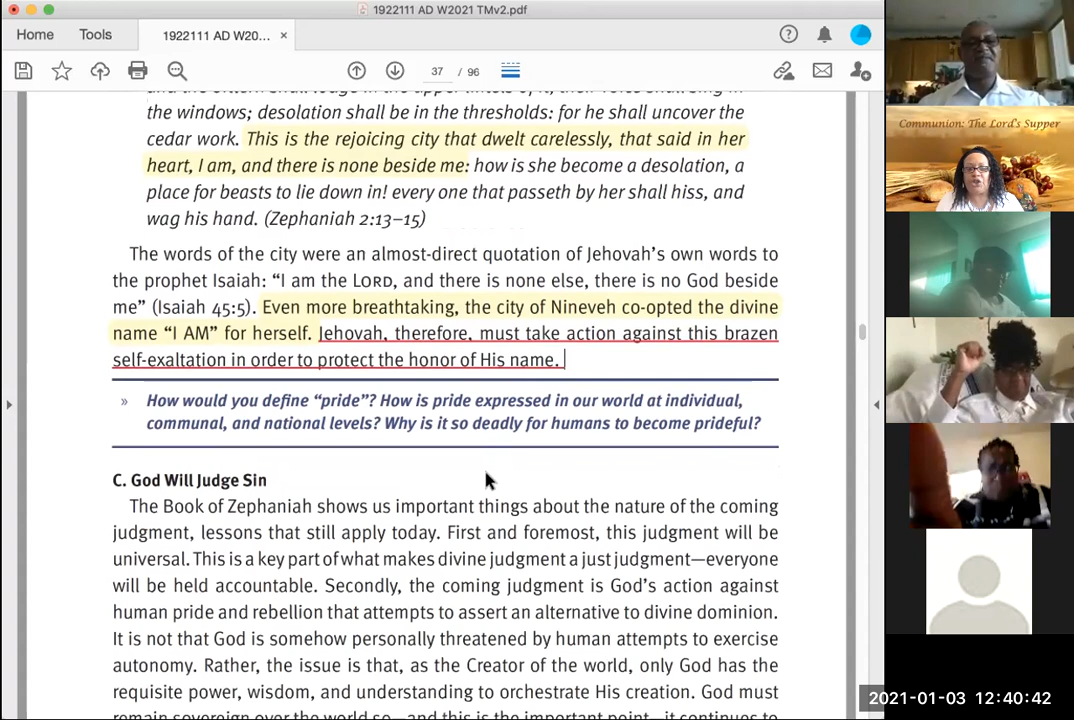 1922111 AD W2021 TMv2.pdf
Home Tools 1922111 AD W20... ×
37 / 96
the windows; desolation shall be in the thresholds: for he shall uncover the
cedar work. This is the rejoicing city that dwelt carelessly, that said in her
heart, I am, and there is none beside me: how is she become a desolation, a
place for beasts to lie down in! every one that passeth by her shall hiss, and
wag his hand. (Zephaniah 2:13–15)
The words of the city were an almost-direct quotation of Jehovah's own words to
the prophet Isaiah: “I am the LORD, and there is none else, there is no God beside
me” (Isaiah 45:5). Even more breathtaking, the city of Nineveh co-opted the divine
name “I AM” for herself. Jehovah, therefore, must take action against this brazen
self-exaltation in order to protect the honor of His name.
» How would you define “pride”? How is pride expressed in our world at individual,
communal, and national levels? Why is it so deadly for humans to become prideful?
C. God Will Judge Sin
The Book of Zephaniah shows us important things about the nature of the coming
judgment, lessons that still apply today. First and foremost, this judgment will be
universal. This is a key part of what makes divine judgment a just judgment—everyone
will be held accountable. Secondly, the coming judgment is God's action against
human pride and rebellion that attempts to assert an alternative to divine dominion.
It is not that God is somehow personally threatened by human attempts to exercise
autonomy. Rather, the issue is that, as the Creator of the world, only God has the
requisite power, wisdom, and understanding to orchestrate His creation. God must
remain sovereign over the world so—and this is the important point—it continues to
Communion: The Lord's Supper
2021-01-03 12:40:42